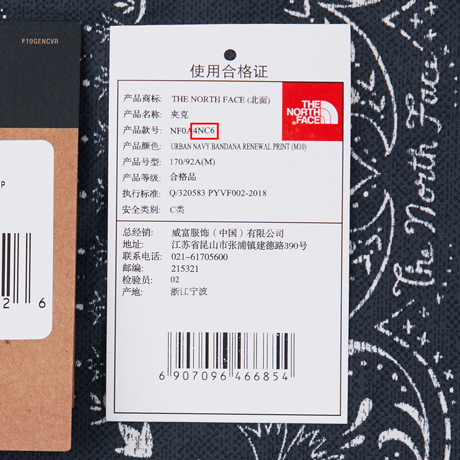 F19GENCVR
P
2 6
使用合格证
产品商标: THE NORTH FACE (北面)
产品名称: 夹克
产品款号: NF0A4NC6
产品颜色: URBAN NAVY BANDANA RENEWAL PRINT (M10)
产品号型: 170/92A(M)
产品等级: 合格品
执行标准: Q/320583 PYVF002-2018
安全类别: C类
THE
NORTH
FACE
总经销: 威富服饰（中国）有限公司
地址: 江苏省昆山市张浦镇建德路390号
联系电话: 021-61705600
邮编: 215321
检验员: 02
产地: 浙江宁波
6 907096 466854
The North Face